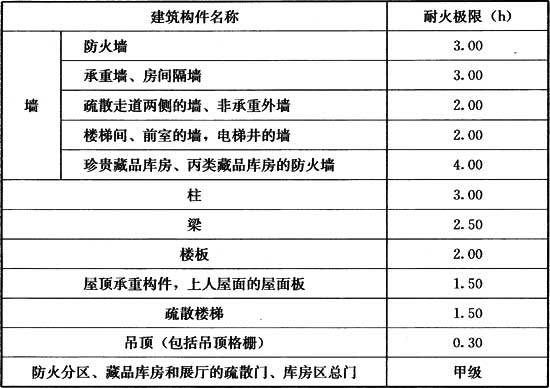 建筑构件名称 耐火极限（h）
墙 防火墙 3.00
承重墙、房间隔墙 3.00
疏散走道两侧的墙、非承重外墙 2.00
楼梯间、前室的墙，电梯井的墙 2.00
珍贵藏品库房、丙类藏品库房的防火墙 4.00
柱 3.00
梁 2.50
楼板 2.00
屋顶承重构件，上人屋面的屋面板 1.50
疏散楼梯 1.50
吊顶（包括吊顶格栅） 0.30
防火分区、藏品库房和展厅的疏散门、库房区总门 甲级